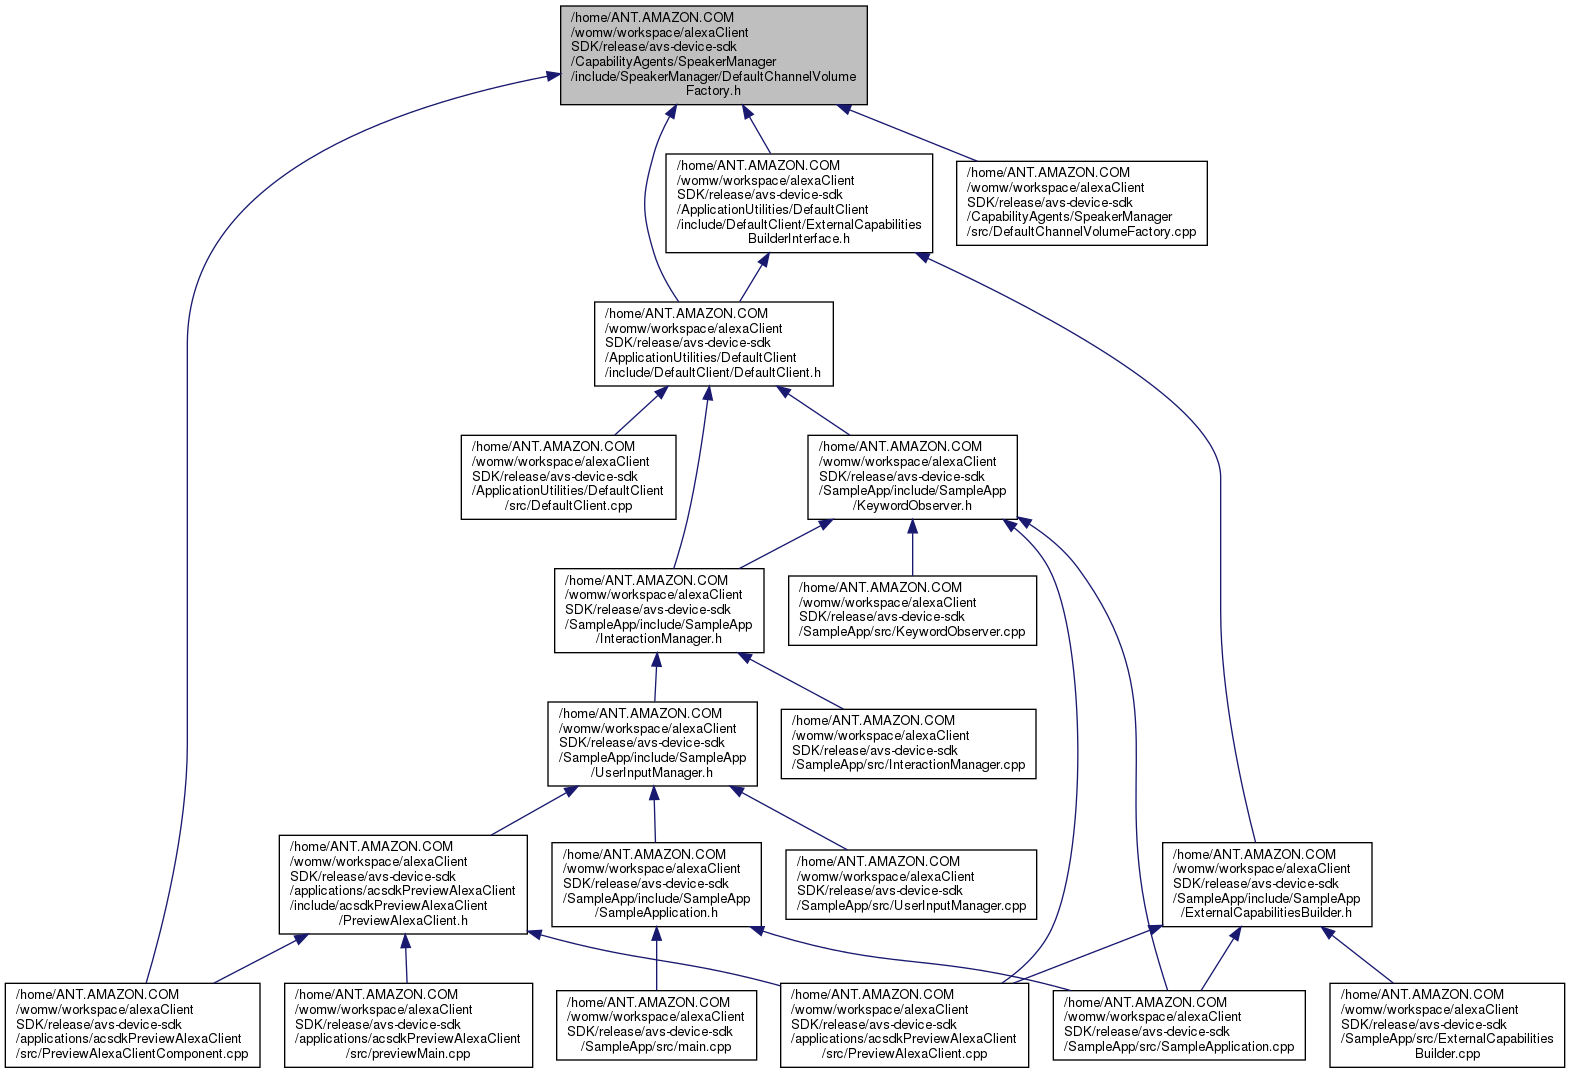 /home/ANT.AMAZON.COM
/womw/workspace/alexaClient
SDK/release/avs-device-sdk
/CapabilityAgents/SpeakerManager
/include/SpeakerManager/DefaultChannelVolume
Factory.h
/home/ANT.AMAZON.COM
/womw/workspace/alexaClient
SDK/release/avs-device-sdk
/ApplicationUtilities/DefaultClient
/include/DefaultClient/ExternalCapabilities
BuilderInterface.h
/home/ANT.AMAZON.COM
/womw/workspace/alexaClient
SDK/release/avs-device-sdk
/CapabilityAgents/SpeakerManager
/src/DefaultChannelVolumeFactory.cpp
/home/ANT.AMAZON.COM
/womw/workspace/alexaClient
SDK/release/avs-device-sdk
/ApplicationUtilities/DefaultClient
/include/DefaultClient/DefaultClient.h
/home/ANT.AMAZON.COM
/womw/workspace/alexaClient
SDK/release/avs-device-sdk
/ApplicationUtilities/DefaultClient
/src/DefaultClient.cpp
/home/ANT.AMAZON.COM
/womw/workspace/alexaClient
SDK/release/avs-device-sdk
/SampleApp/include/SampleApp
/KeywordObserver.h
/home/ANT.AMAZON.COM
/womw/workspace/alexaClient
SDK/release/avs-device-sdk
/SampleApp/include/SampleApp
/InteractionManager.h
/home/ANT.AMAZON.COM
/womw/workspace/alexaClient
SDK/release/avs-device-sdk
/SampleApp/src/KeywordObserver.cpp
/home/ANT.AMAZON.COM
/womw/workspace/alexaClient
SDK/release/avs-device-sdk
/SampleApp/include/SampleApp
/UserInputManager.h
/home/ANT.AMAZON.COM
/womw/workspace/alexaClient
SDK/release/avs-device-sdk
/SampleApp/src/InteractionManager.cpp
/home/ANT.AMAZON.COM
/womw/workspace/alexaClient
SDK/release/avs-device-sdk
/applications/acsdkPreviewAlexaClient
/include/acsdkPreviewAlexaClient
/PreviewAlexaClient.h
/home/ANT.AMAZON.COM
/womw/workspace/alexaClient
SDK/release/avs-device-sdk
/SampleApp/include/SampleApp
/SampleApplication.h
/home/ANT.AMAZON.COM
/womw/workspace/alexaClient
SDK/release/avs-device-sdk
/SampleApp/src/UserInputManager.cpp
/home/ANT.AMAZON.COM
/womw/workspace/alexaClient
SDK/release/avs-device-sdk
/SampleApp/include/SampleApp
/ExternalCapabilitiesBuilder.h
/home/ANT.AMAZON.COM
/womw/workspace/alexaClient
SDK/release/avs-device-sdk
/applications/acsdkPreviewAlexaClient
/src/PreviewAlexaClientComponent.cpp
/home/ANT.AMAZON.COM
/womw/workspace/alexaClient
SDK/release/avs-device-sdk
/applications/acsdkPreviewAlexaClient
/src/previewMain.cpp
/home/ANT.AMAZON.COM
/womw/workspace/alexaClient
SDK/release/avs-device-sdk
/SampleApp/src/main.cpp
/home/ANT.AMAZON.COM
/womw/workspace/alexaClient
SDK/release/avs-device-sdk
/applications/acsdkPreviewAlexaClient
/src/PreviewAlexaClient.cpp
/home/ANT.AMAZON.COM
/womw/workspace/alexaClient
SDK/release/avs-device-sdk
/SampleApp/src/SampleApplication.cpp
/home/ANT.AMAZON.COM
/womw/workspace/alexaClient
SDK/release/avs-device-sdk
/SampleApp/src/ExternalCapabilities
Builder.cpp